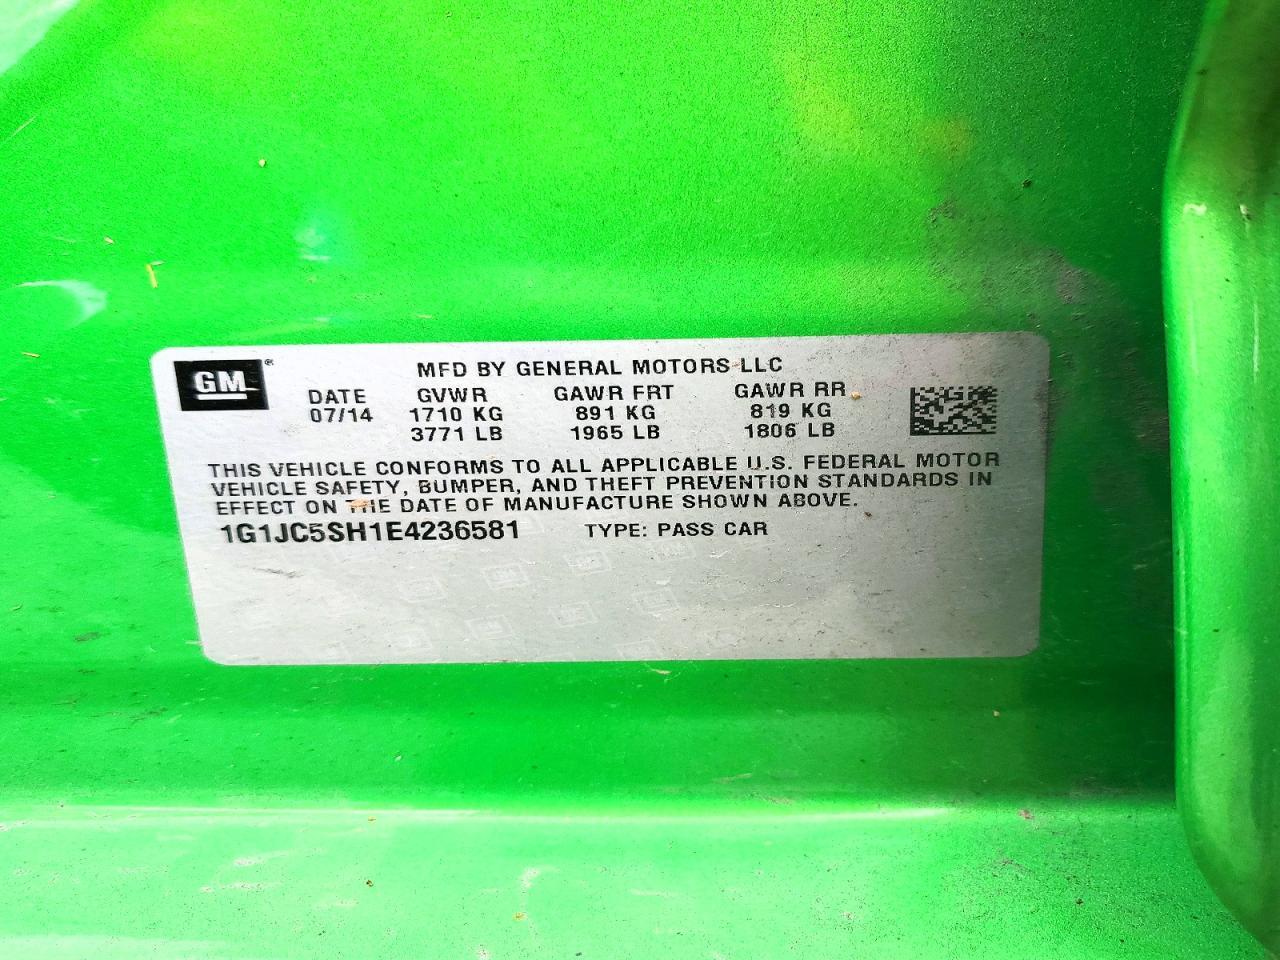 GM ®
MFD BY GENERAL MOTORS LLC
DATE GVWR GAWR FRT GAWR RR
07/14 1710 KG 891 KG 819 KG
3771 LB 1965 LB 1806 LB
THIS VEHICLE CONFORMS TO ALL APPLICABLE U.S. FEDERAL MOTOR
VEHICLE SAFETY, BUMPER, AND THEFT PREVENTION STANDARDS IN
EFFECT ON THE DATE OF MANUFACTURE SHOWN ABOVE.
1G1JC5SH1E4236581 TYPE: PASS CAR